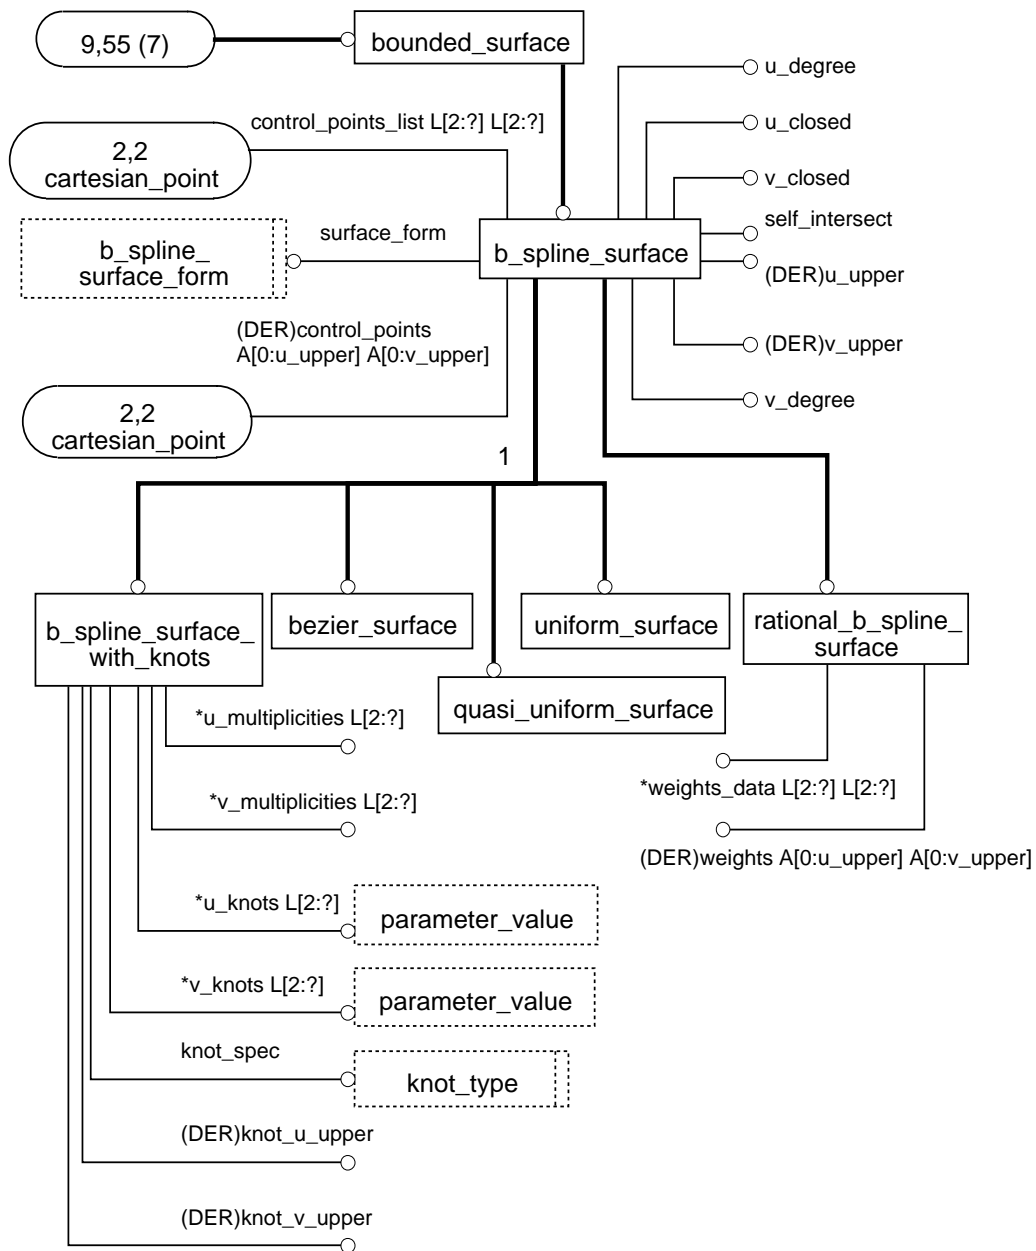 9,55 (7)
bounded_surface
u_degree
control_points_list L[2:?] L[2:?]
u_closed
2,2
cartesian_point
v_closed
self_intersect
surface_form
b_spline_
surface_form
b_spline_surface
(DER)u_upper
(DER)control_points
A[0:u_upper] A[0:v_upper]
(DER)v_upper
v_degree
2,2
cartesian_point
1
b_spline_surface_
with_knots
bezier_surface
uniform_surface
rational_b_spline_
surface
quasi_uniform_surface
*u_multiplicities L[2:?]
*weights_data L[2:?] L[2:?]
*v_multiplicities L[2:?]
(DER)weights A[0:u_upper] A[0:v_upper]
*u_knots L[2:?]
parameter_value
*v_knots L[2:?]
parameter_value
knot_spec
knot_type
(DER)knot_u_upper
(DER)knot_v_upper